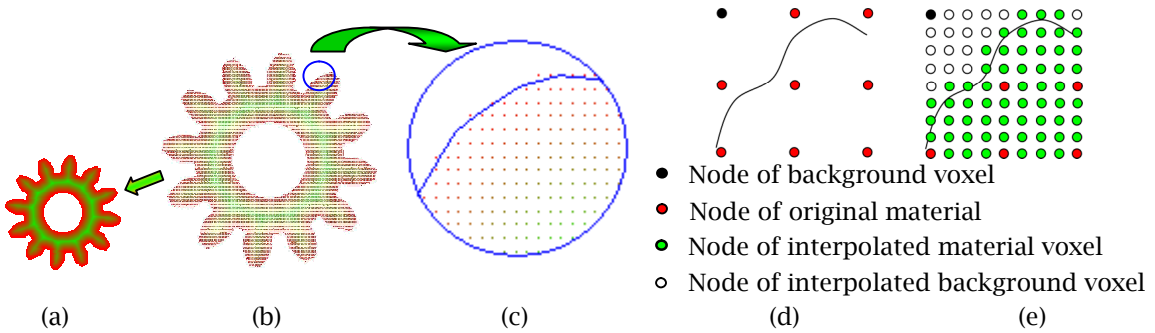 Node of background voxel
Node of original material
Node of interpolated material voxel
Node of interpolated background voxel
(a) (b) (c) (d) (e)